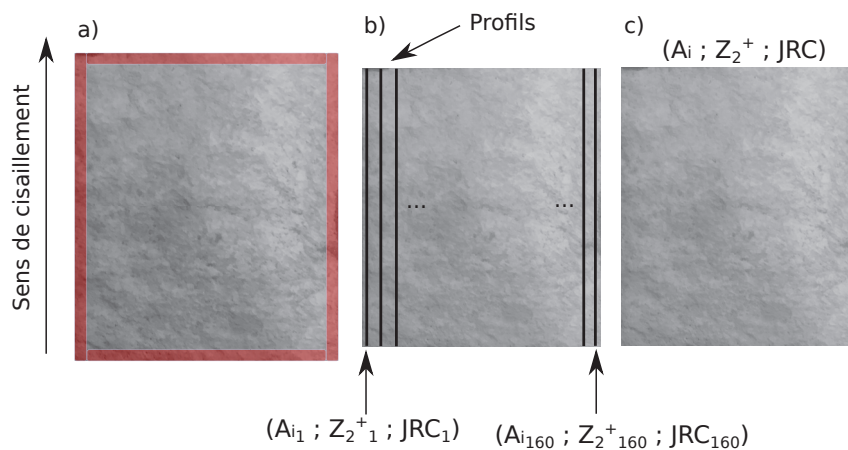 a)
b)
Profils
c)
(Ai ; Z₂⁺ ; JRC)
Sens de cisaillement
...
...
(Ai₁ ; Z₂⁺₁ ; JRC₁)
(Ai₁₆₀ ; Z₂⁺₁₆₀ ; JRC₁₆₀)